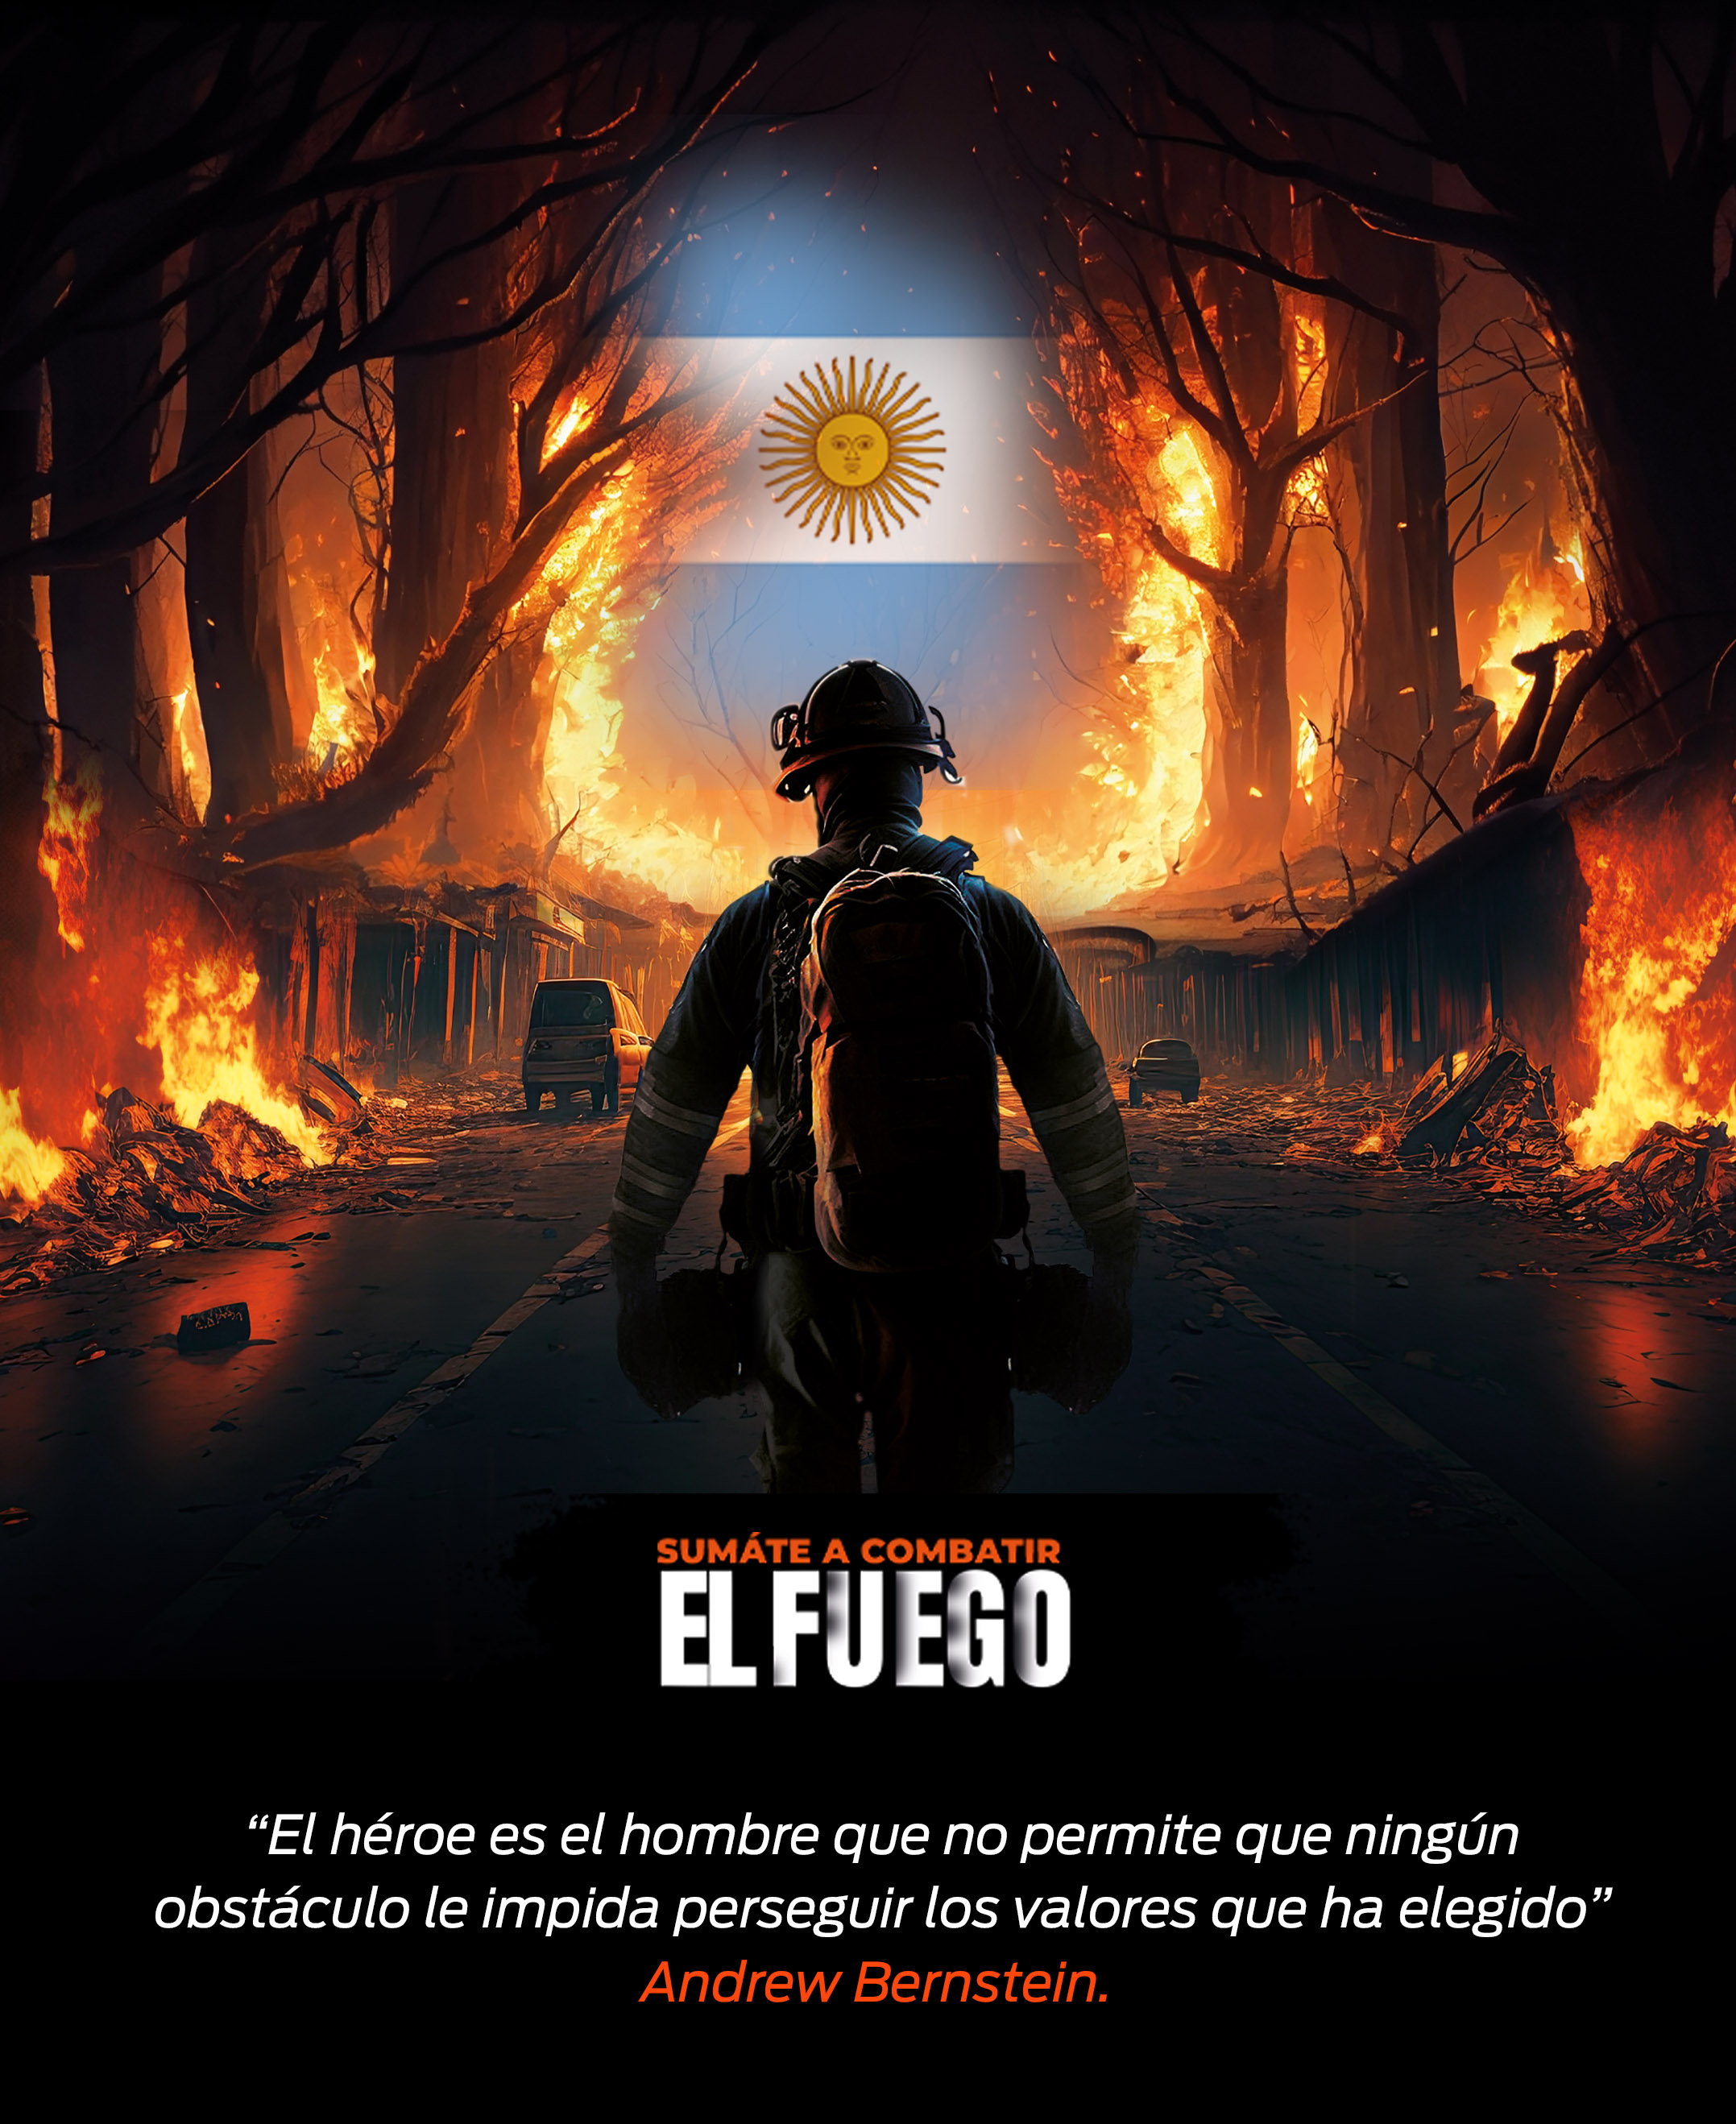 SUMÁTE A COMBATIR
EL FUEGO
“El héroe es el hombre que no permite que ningún
obstáculo le impida perseguir los valores que ha elegido”
Andrew Bernstein.